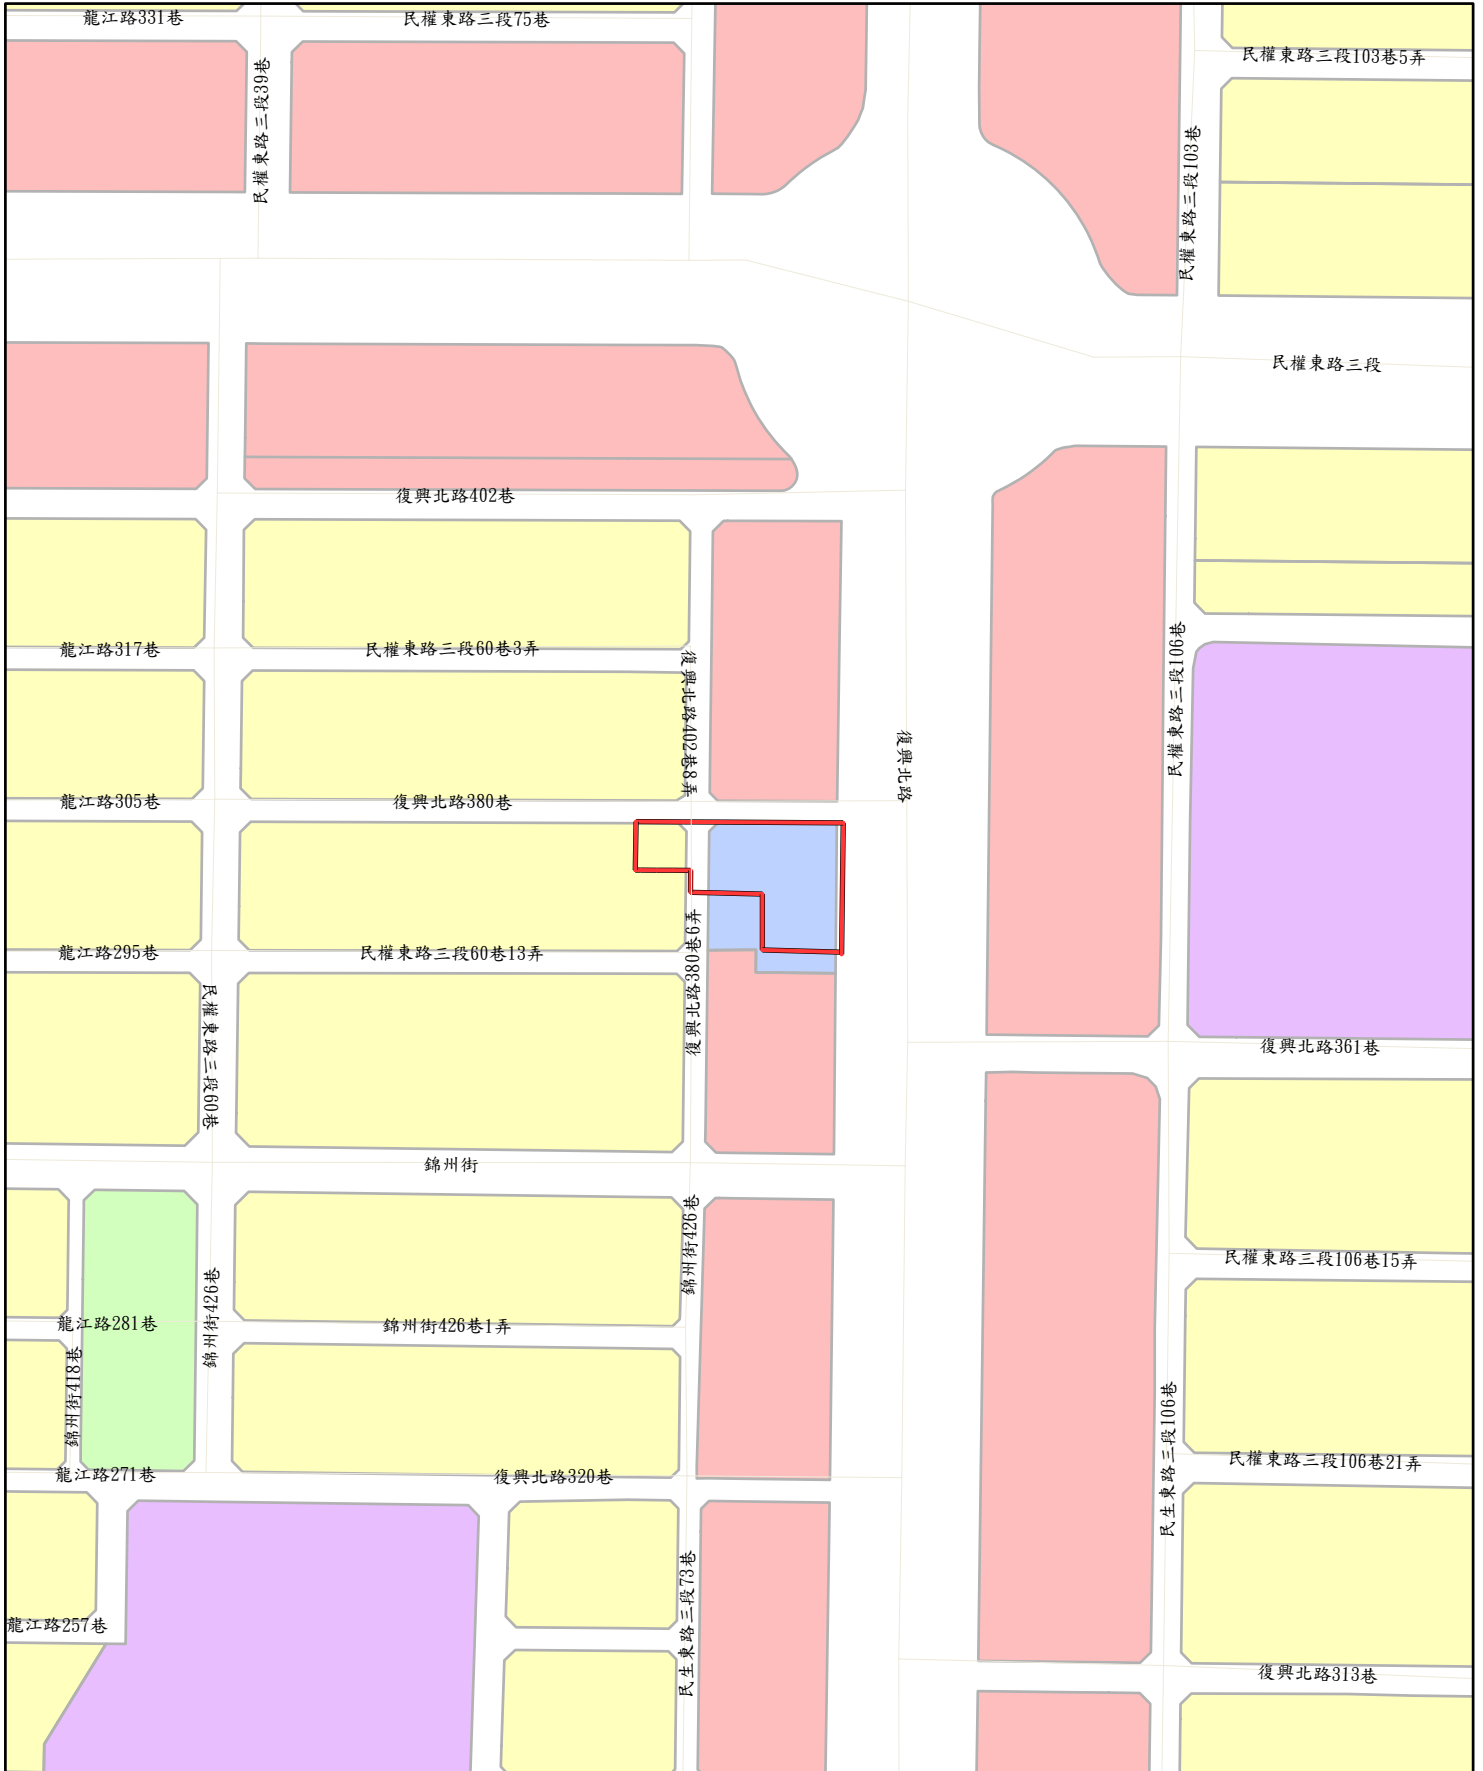 龍江路331巷
民權東路三段75巷
民權東路三段103巷5弄
民權東路三段39巷
民權東路三段103巷
民權東路三段
復興北路402巷
龍江路317巷
民權東路三段60巷3弄
復興北路402巷8弄
民權東路三段106巷
復興北路
龍江路305巷
復興北路380巷
龍江路295巷
民權東路三段60巷13弄
復興北路380巷6弄
民權東路三段60巷
復興北路361巷
錦州街
錦州街426巷
民權東路三段106巷15弄
錦州街426巷
龍江路281巷
錦州街426巷1弄
錦州街418巷
民生東路三段106巷
民權東路三段106巷21弄
龍江路271巷
復興北路320巷
民生東路三段73巷
龍江路257巷
復興北路313巷